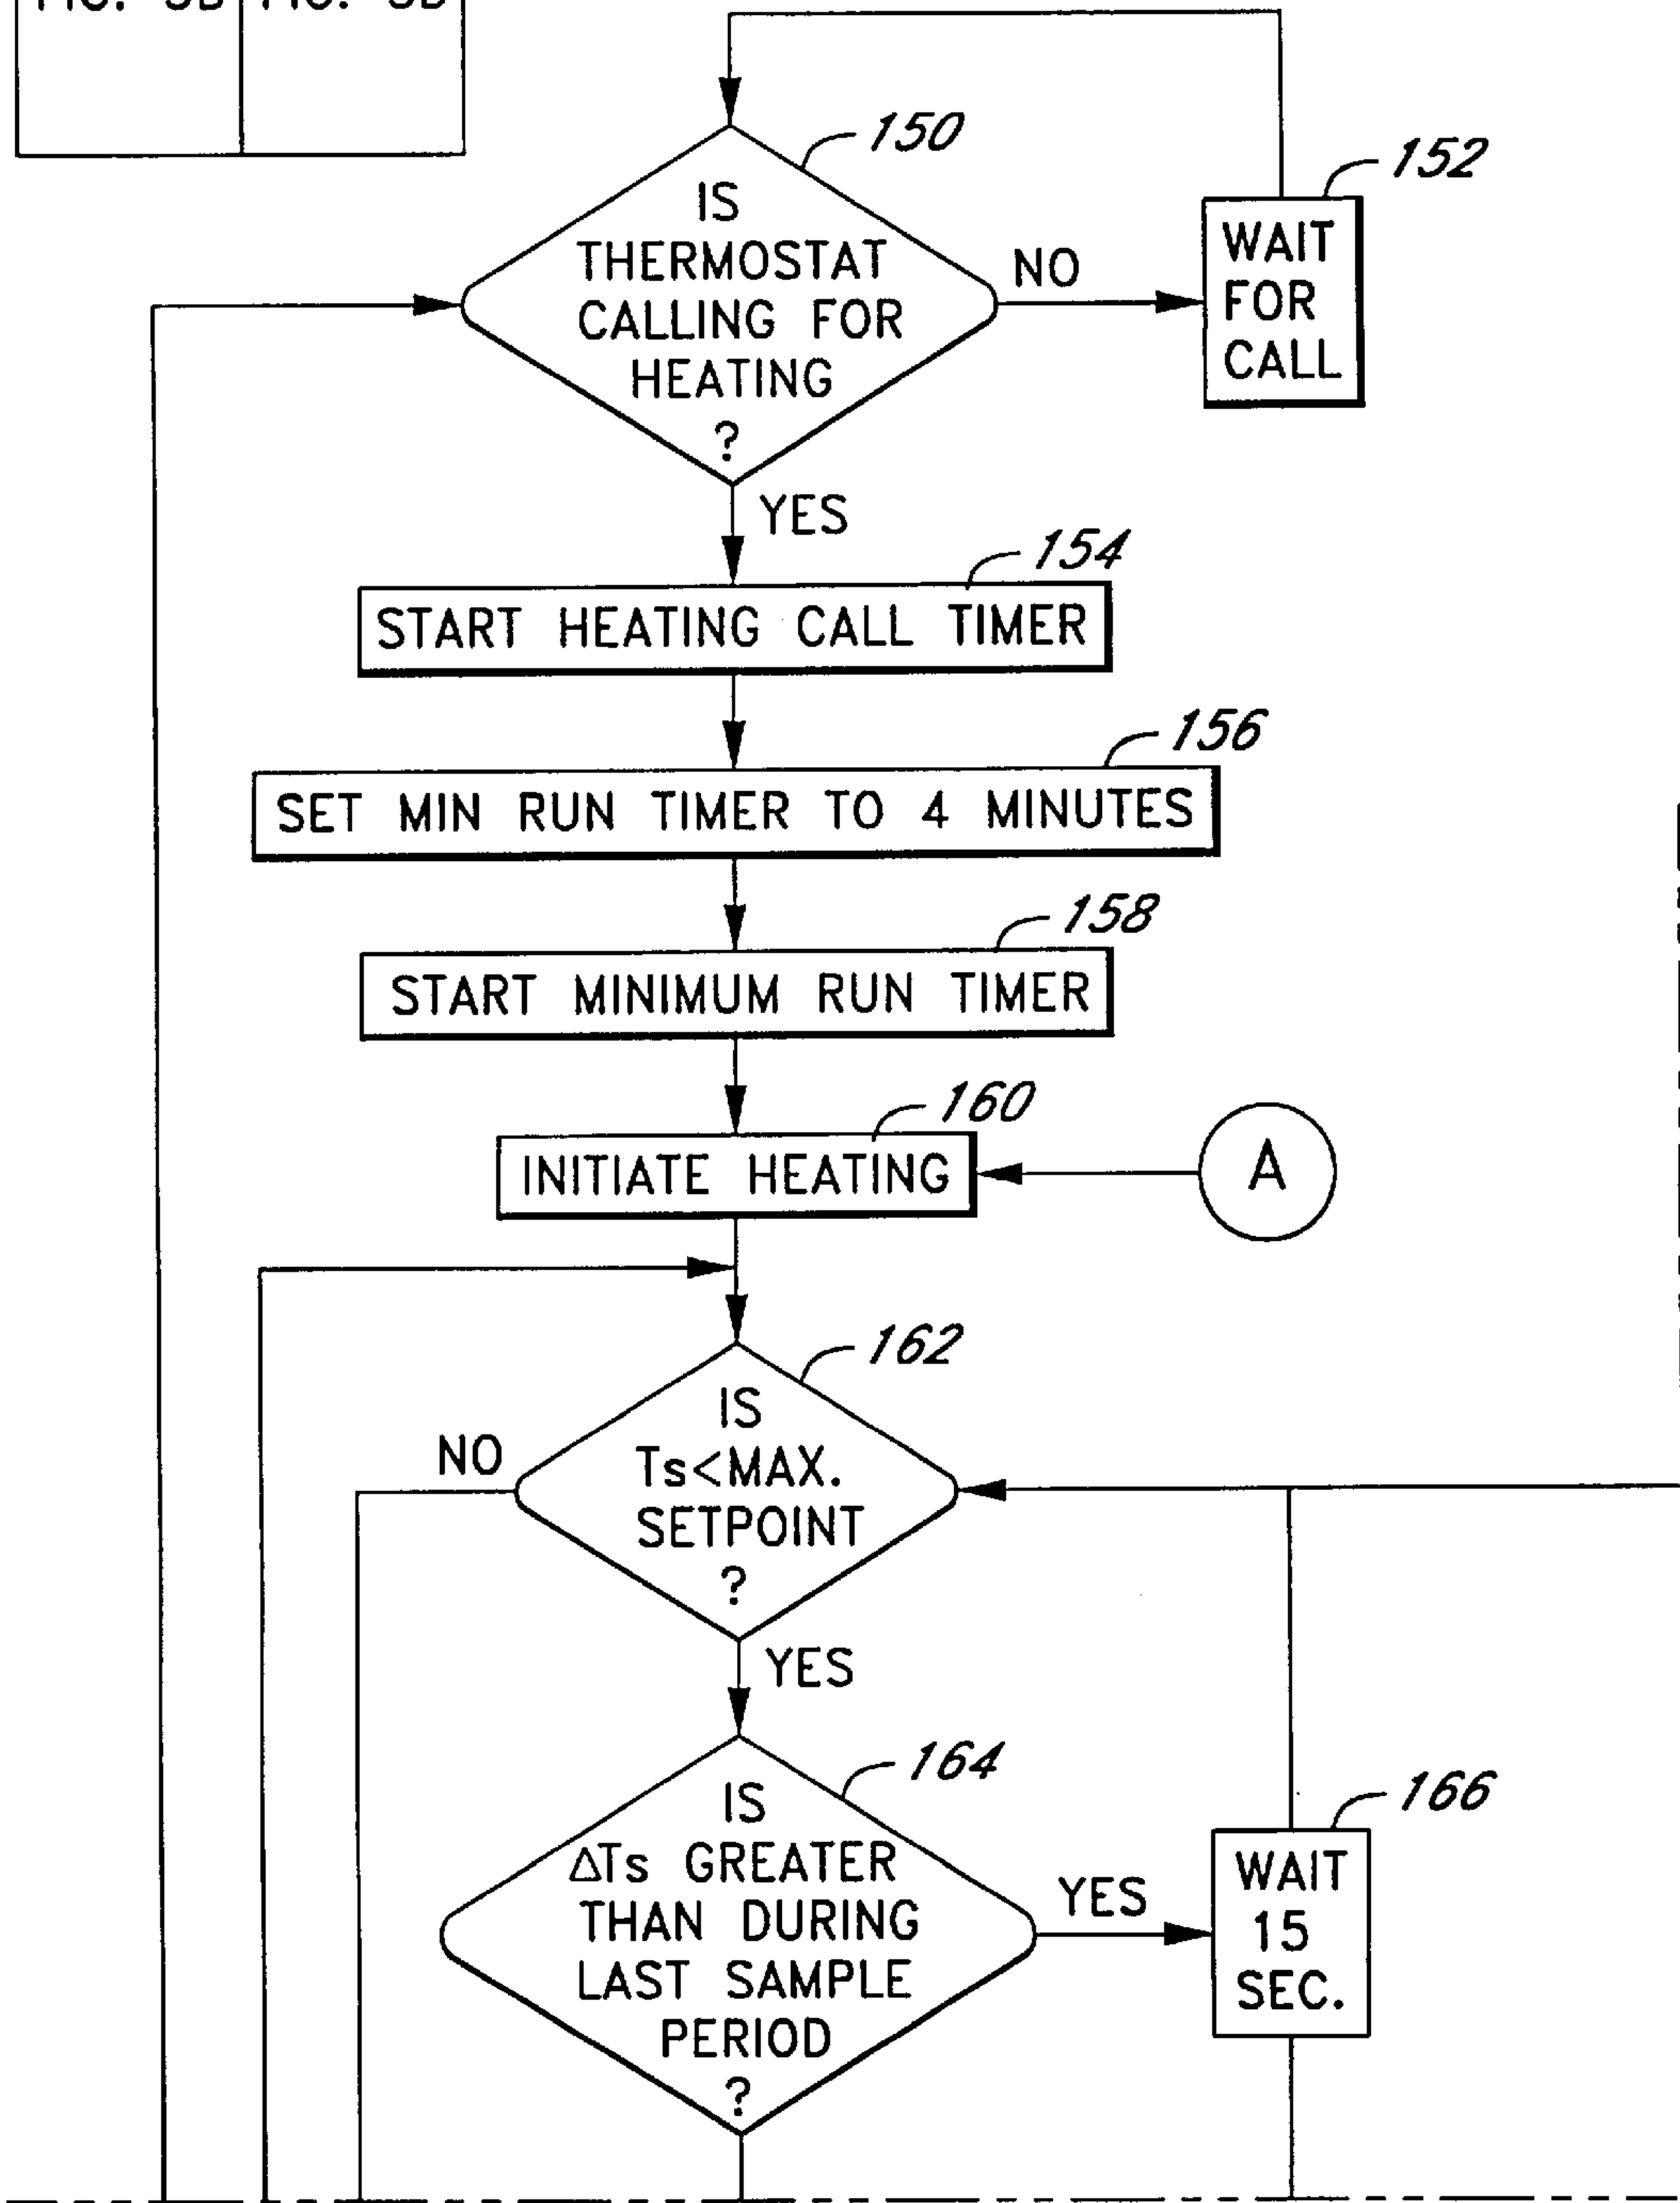 150
IS
THERMOSTAT
CALLING FOR
HEATING
?
NO
152
WAIT
FOR
CALL
YES
154
START HEATING CALL TIMER
156
SET MIN RUN TIMER TO 4 MINUTES
158
START MINIMUM RUN TIMER
160
INITIATE HEATING
A
162
IS
Ts<MAX.
SETPOINT
?
NO
YES
164
IS
ΔTs GREATER
THAN DURING
LAST SAMPLE
PERIOD
?
YES
166
WAIT
15
SEC.